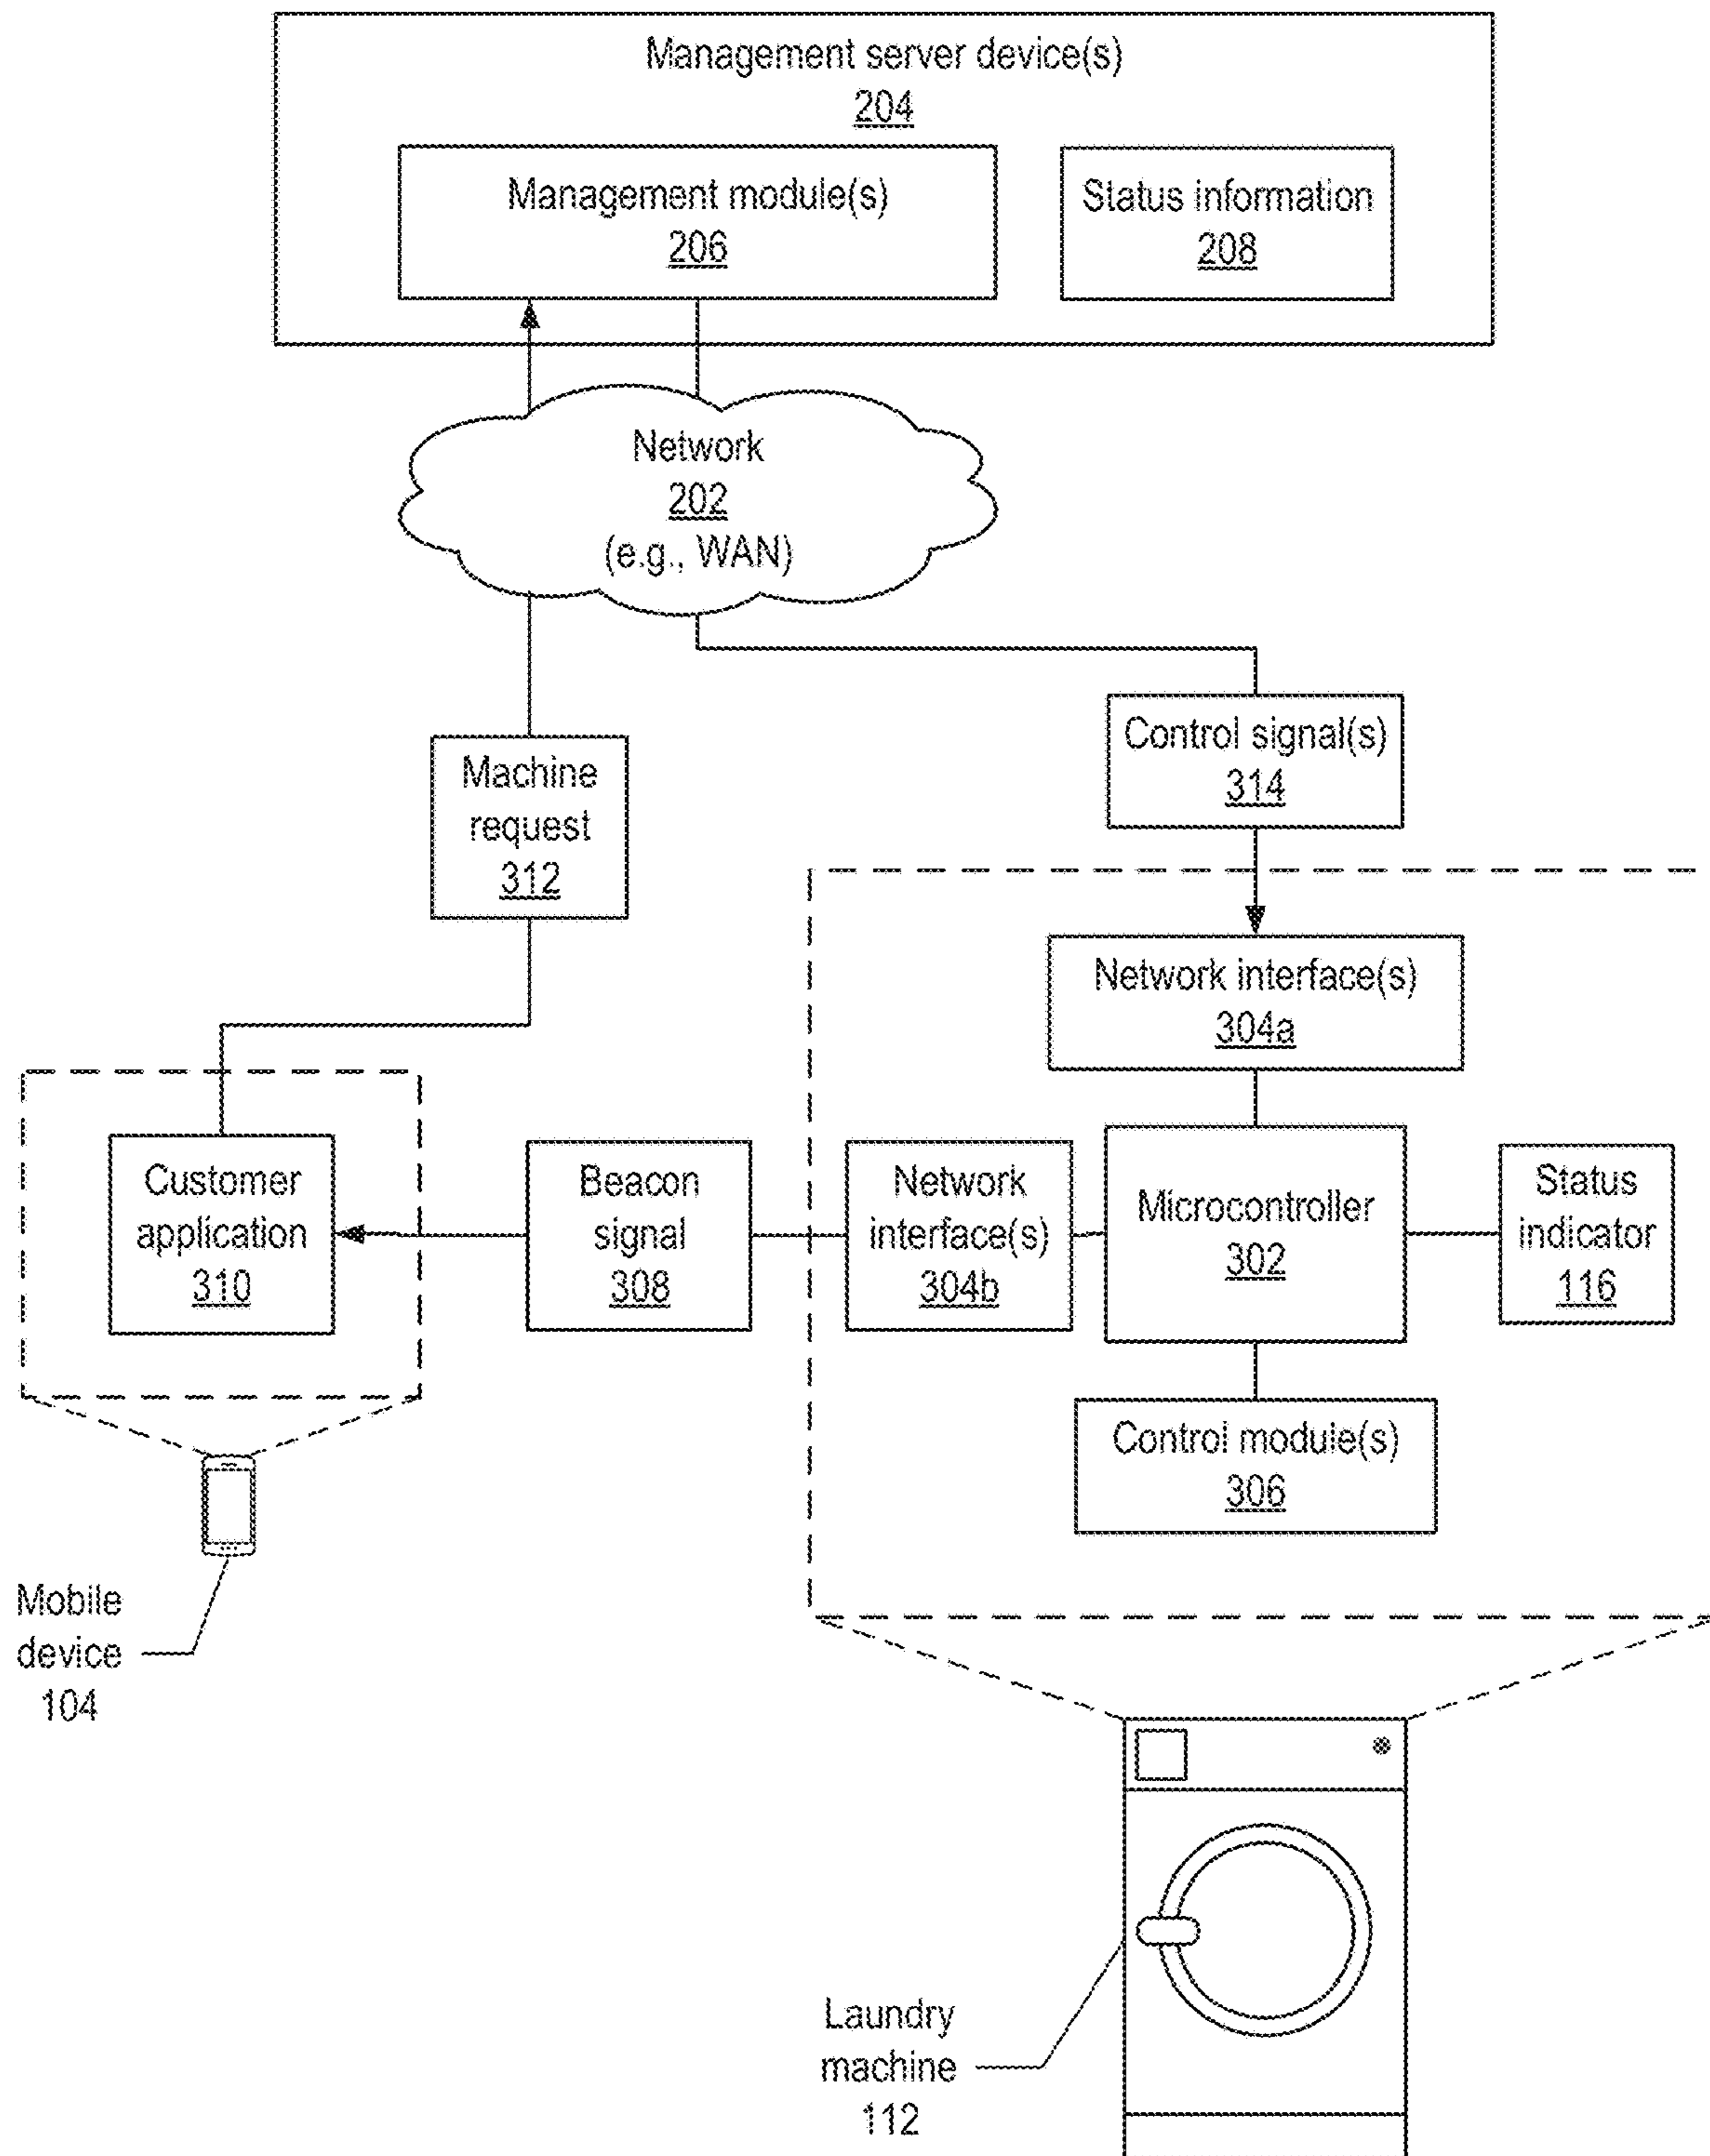 Management server device(s)
204
Management module(s)
206
Status information
208
Network
202
(e.g., WAN)
Control signal(s)
314
Machine
request
312
Network interface(s)
304a
Customer
application
310
Beacon
signal
308
Network
interface(s)
304b
Microcontroller
302
Status
indicator
116
Control module(s)
306
Mobile
device
104
Laundry
machine
112